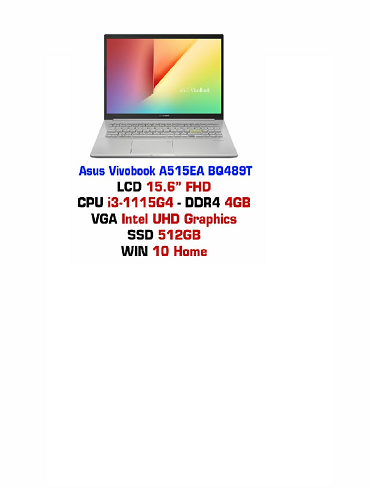 Asus Vivobook A515EA BQ489T
LCD 15.6" FHD
CPU i3-1115G4 - DDR4 4GB
VGA Intel UHD Graphics
SSD 512GB
WIN 10 Home